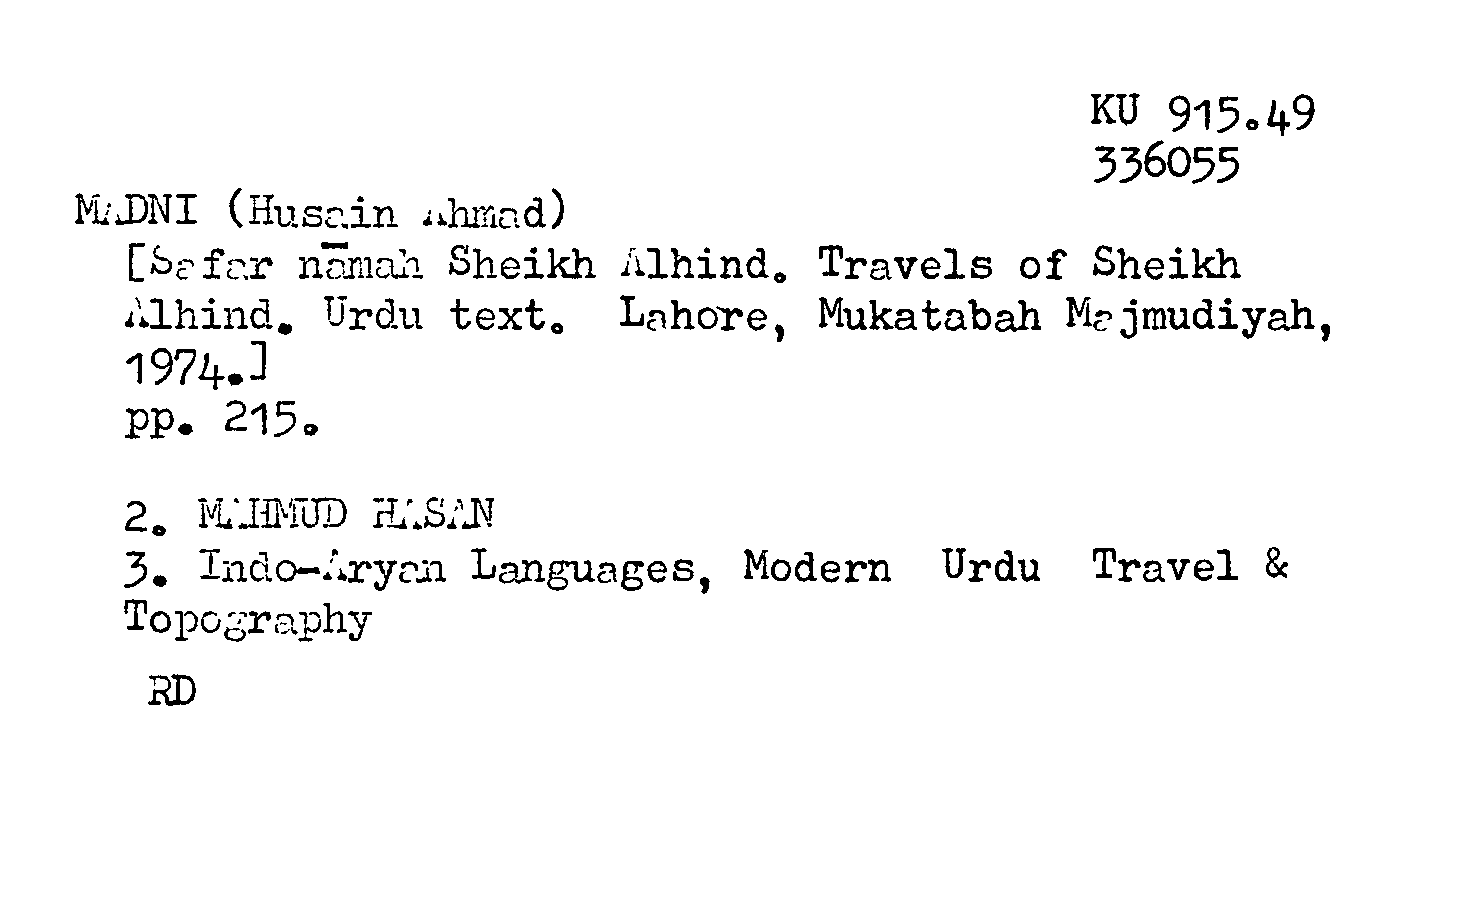 KU 915.49
336055
MADNI (Husain Ahmad)
[Safar nāmah Sheikh Alhind. Travels of Sheikh
Alhind. Urdu text. Lahore, Mukatabah Majmudiyah,
1974.]
pp. 215.
2. MAHMUD HASAN
3. Indo-Aryan Languages, Modern Urdu Travel &
Topography
RD